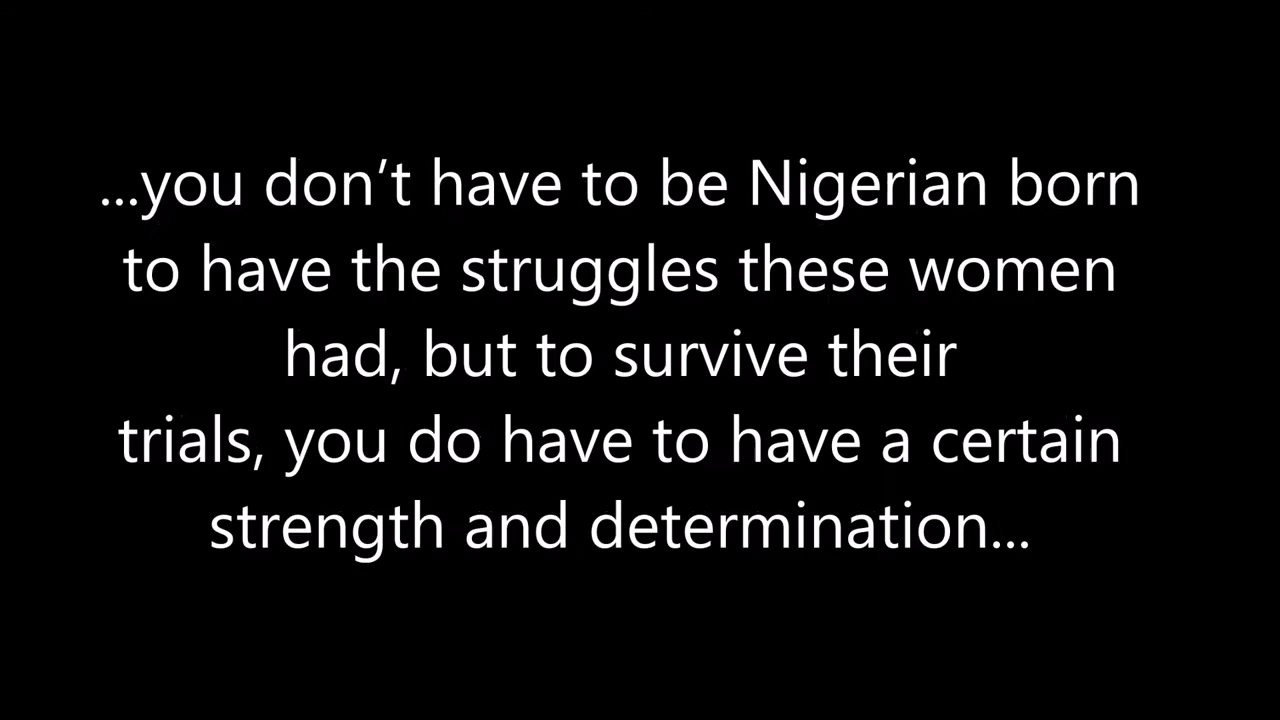 ...you don’t have to be Nigerian born
to have the struggles these women
had, but to survive their
trials, you do have to have a certain
strength and determination...